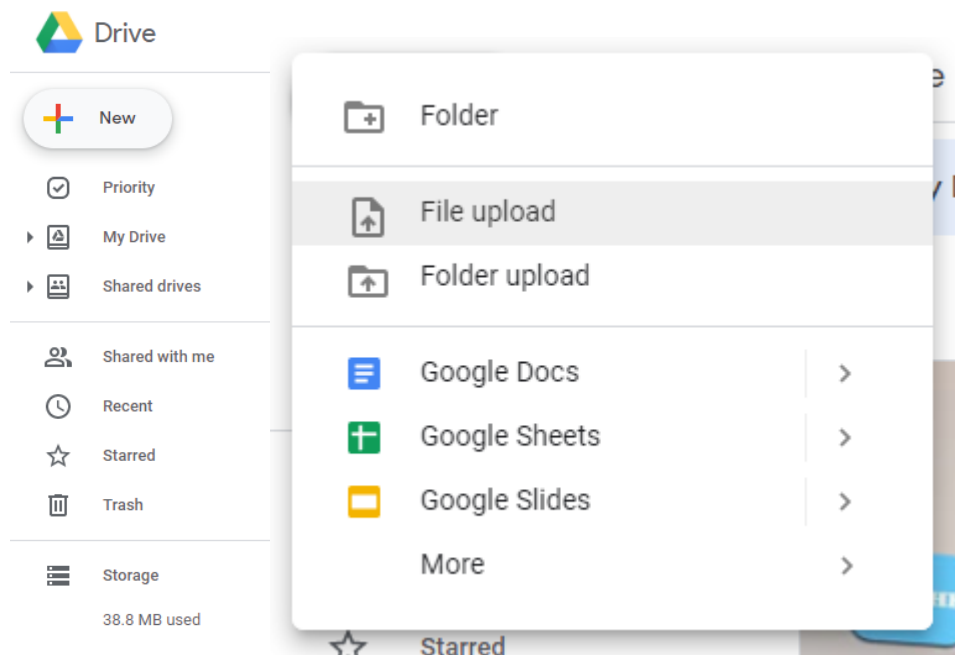 Drive
New
Priority
My Drive
Shared drives
Shared with me
Recent
Starred
Trash
Storage
38.8 MB used
Folder
File upload
Folder upload
Google Docs
Google Sheets
Google Slides
More
Starred